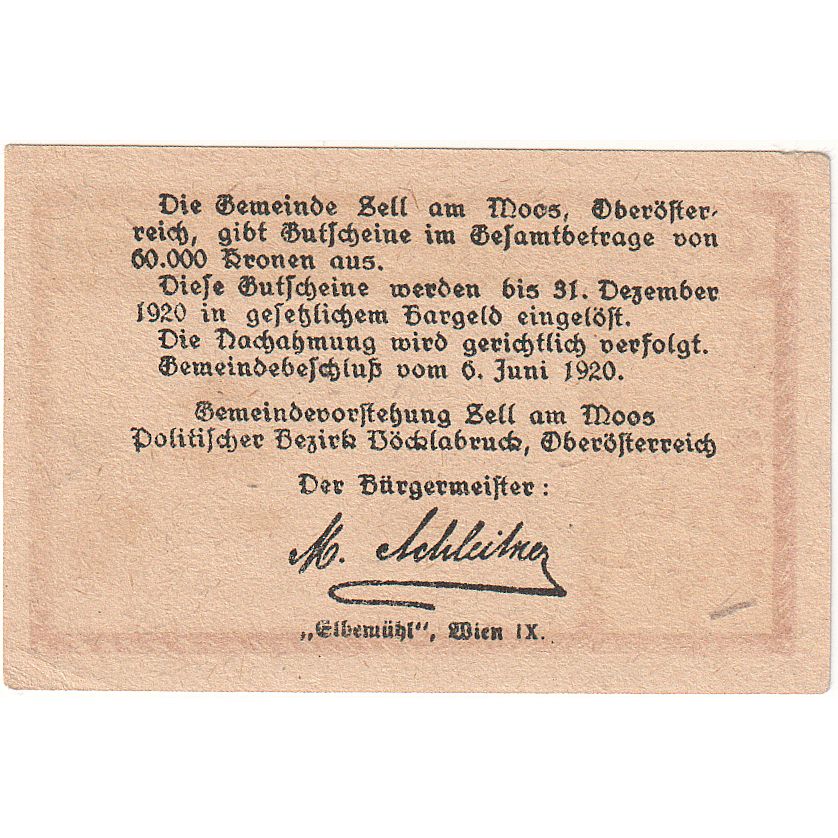 Die Gemeinde Zell am Moos, Oberöster-
reich, gibt Gutscheine im Gesamtbetrage von
60.000 Kronen aus.
Diese Gutscheine werden bis 31. Dezember
1920 in gesetzlichem Bargeld eingelöst.
Die Nachahmung wird gerichtlich verfolgt.
Gemeindebeschluß vom 6. Juni 1920.
Gemeindevorstehung Zell am Moos
Politischer Bezirk Vöcklabruck, Oberösterreich
Der Bürgermeister:
M. Schleitner
„Elbemühl“, Wien IX.